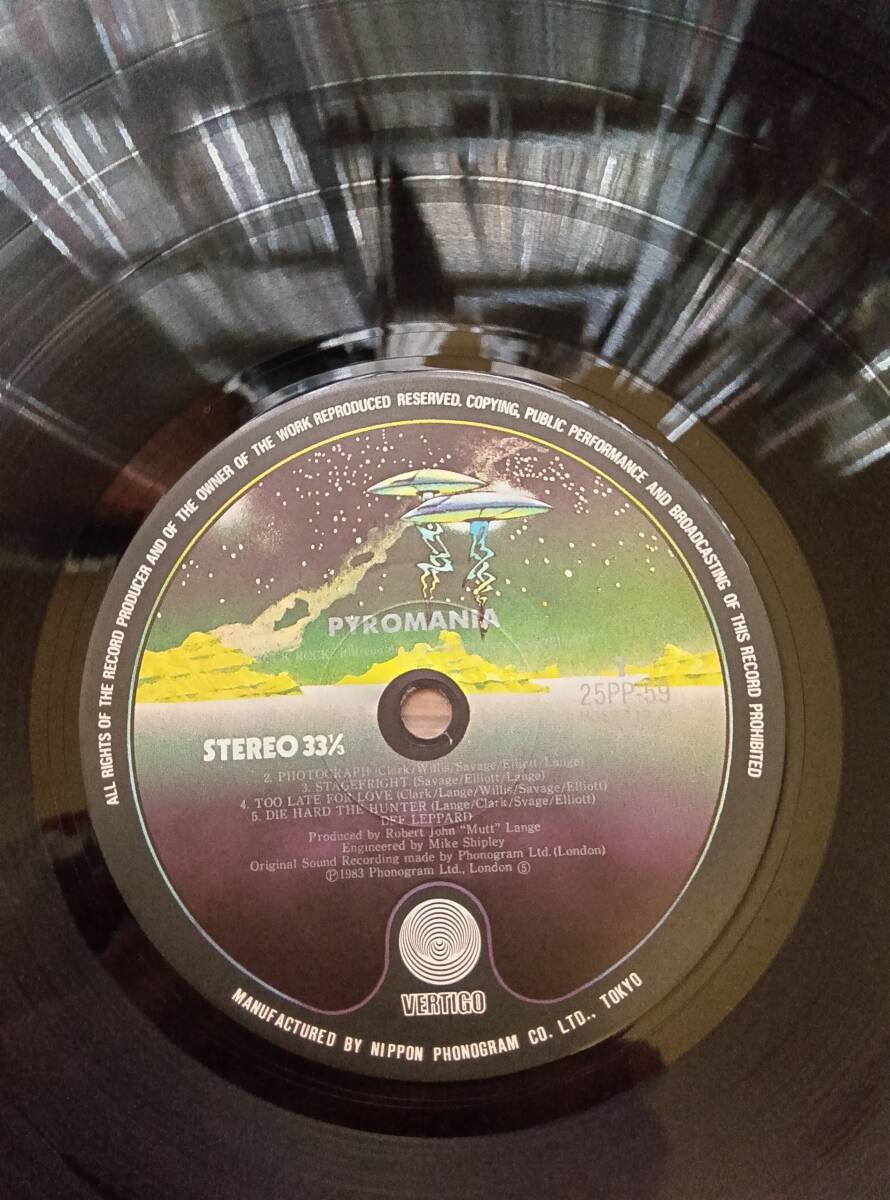 ALL RIGHTS OF THE RECORD PRODUCER AND OF THE OWNER OF THE WORK REPRODUCED RESERVED. COPYING, PUBLIC PERFORMANCE AND BROADCASTING OF THIS RECORD PROHIBITED
PYROMANIA
ROCK
1
25PP-59
STEREO 33⅓
2. PHOTOGRAPH (Clark/Willis/Savage/Elliott/Lange)
3. STAGEFRIGHT (Savage/Elliott/Lange)
4. TOO LATE FOR LOVE (Clark/Lange/Willis/Savage/Elliott)
5. DIE HARD THE HUNTER (Lange/Clark/Svage/Elliott)
DEF LEPPARD
Produced by Robert John "Mutt" Lange
Engineered by Mike Shipley
Original Sound Recording made by Phonogram Ltd. (London)
Ⓟ1983 Phonogram Ltd., London ⑤
VERTIGO
MANUFACTURED BY NIPPON PHONOGRAM CO. LTD., TOKYO